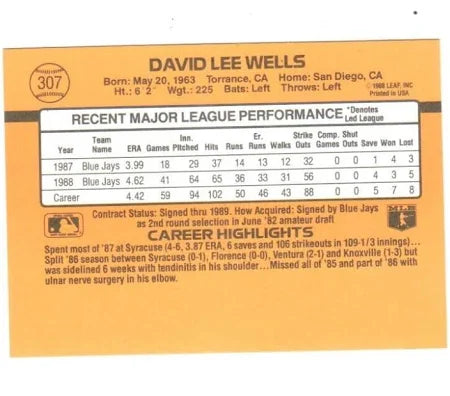 307
DAVID LEE WELLS
Born: May 20, 1963 Torrance, CA Home: San Diego, CA
Ht.: 6'2" Wgt.: 225 Bats: Left Throws: Left
©1988 LEAF, INC
Printed in USA
RECENT MAJOR LEAGUE PERFORMANCE *Denotes Led League
Year Team Name ERA Games Inn. Pitched Hits Runs Er. Runs Walks Strike Outs Comp. Games Shut Outs Save Won Lost
1987 Blue Jays 3.99 18 29 37 14 13 12 32 0 0 1 4 3
1988 Blue Jays 4.62 41 64 65 36 33 31 56 0 0 4 3 5
Career 4.42 59 94 102 50 46 43 88 0 0 5 7 8
Contract Status: Signed thru 1989. How Acquired: Signed by Blue Jays
as 2nd round selection in June '82 amateur draft
MLB
CAREER HIGHLIGHTS
Spent most of '87 at Syracuse (4-6, 3.87 ERA, 6 saves and 106 strikeouts in 109-1/3 innings)...
Split '86 season between Syracuse (0-1), Florence (0-0), Ventura (2-1) and Knoxville (1-3) but
was sidelined 6 weeks with tendinitis in his shoulder...Missed all of '85 and part of '86 with
ulnar nerve surgery in his elbow.